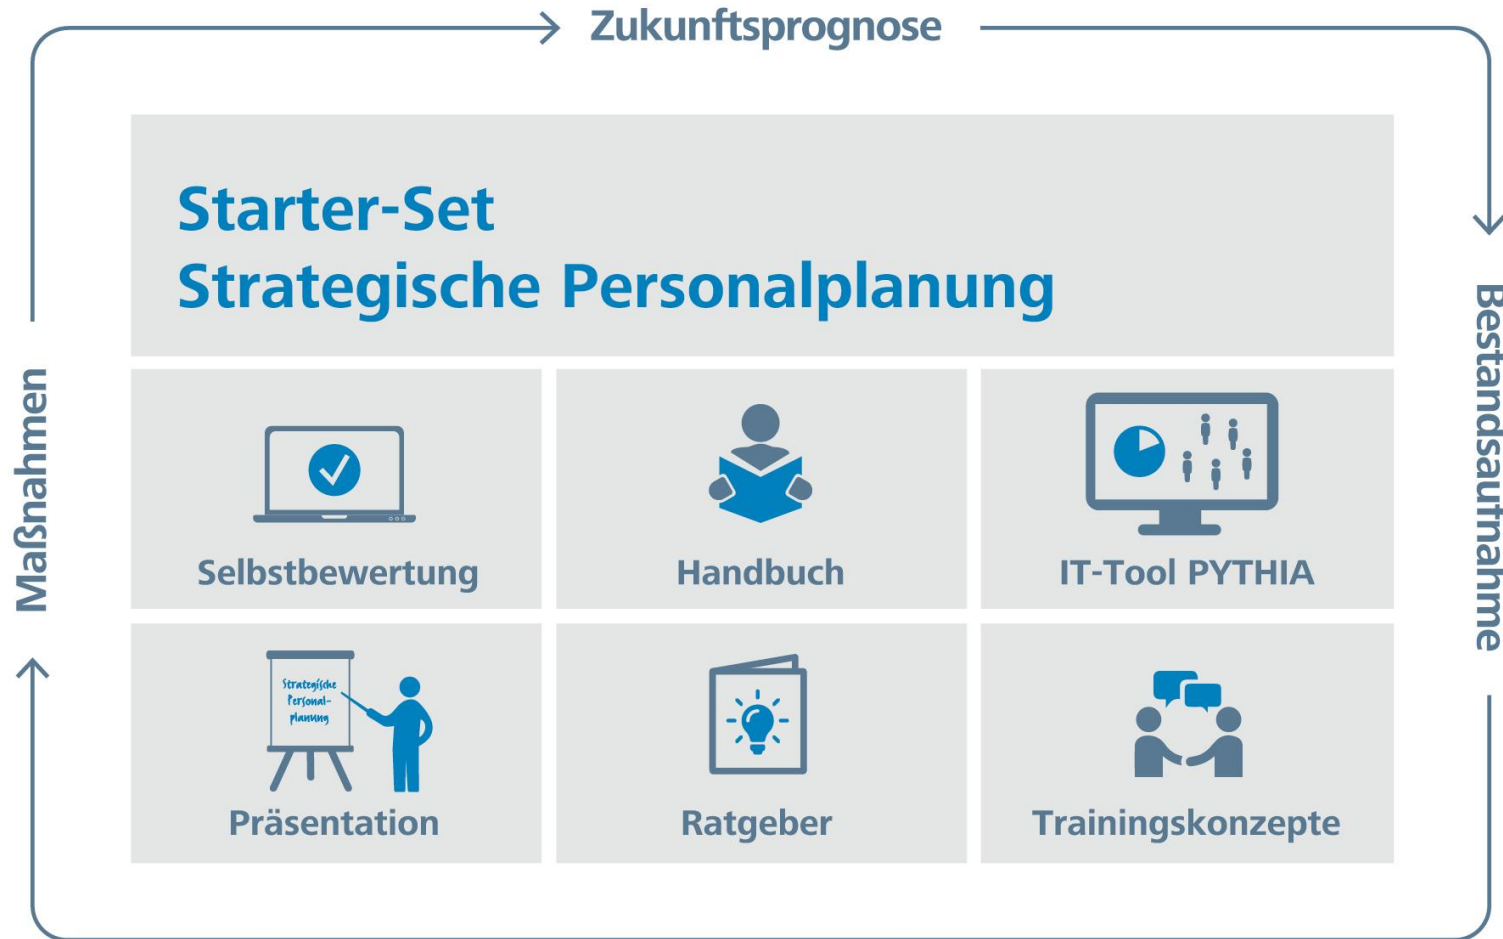 Zukunftsprognose
Starter-Set
Strategische Personalplanung
Maßnahmen
Bestandsaufnahme
Selbstbewertung
Handbuch
IT-Tool PYTHIA
Strategische
Personal-
planung
Präsentation
Ratgeber
Trainingskonzepte